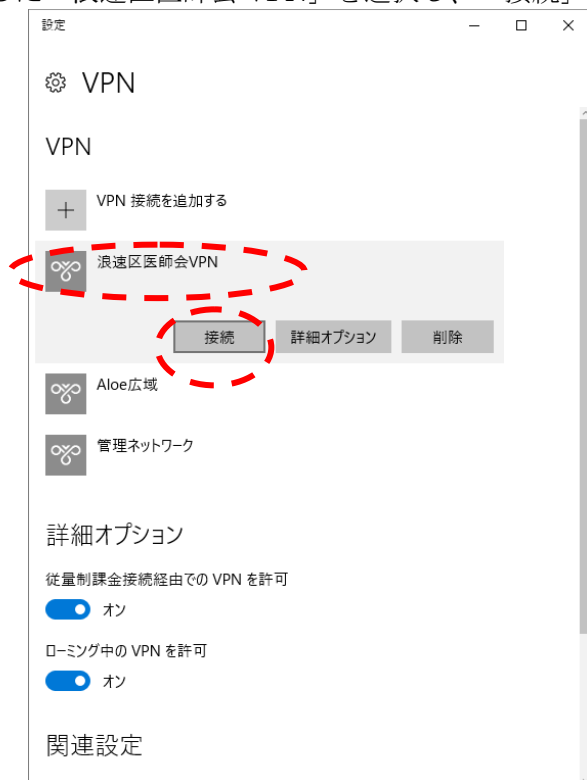 設定
VPN
VPN
VPN 接続を追加する
浪速区医師会VPN
接続 詳細オプション 削除
Aloe広域
管理ネットワーク
詳細オプション
従量制課金接続経由での VPN を許可
オン
ローミング中の VPN を許可
オン
関連設定